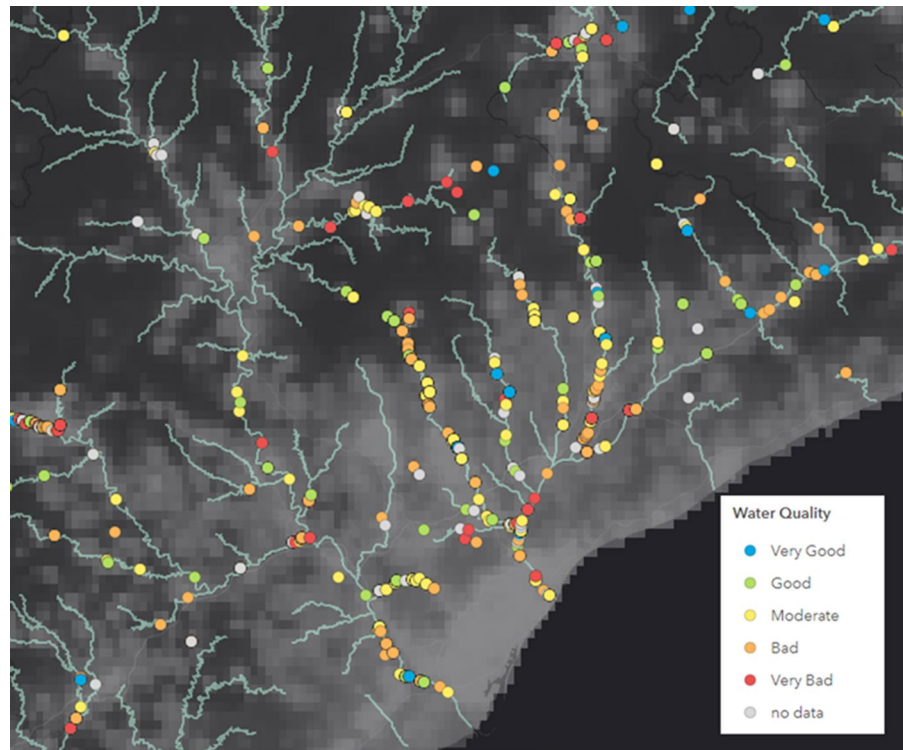 Water Quality
Very Good
Good
Moderate
Bad
Very Bad
no data